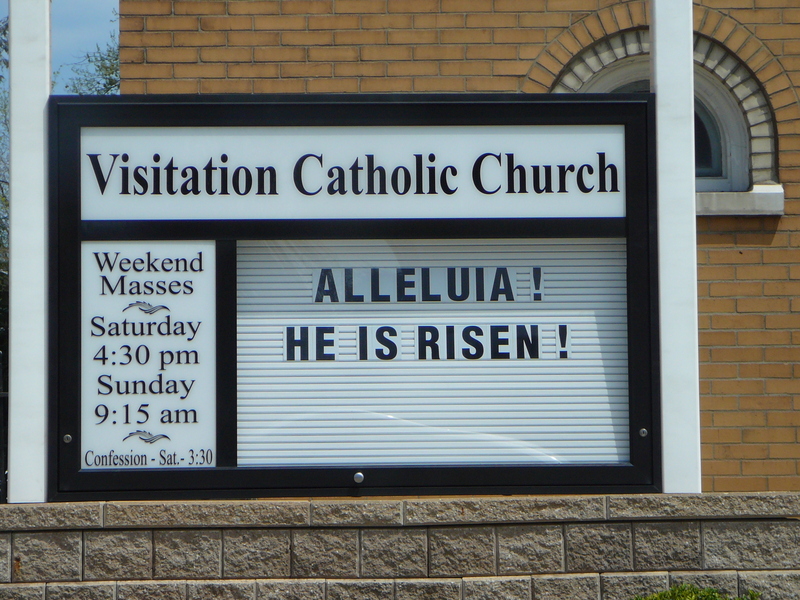 Visitation Catholic Church
Weekend
Masses
Saturday
4:30 pm
Sunday
9:15 am
Confession - Sat.- 3:30
ALLELUIA !
HE IS RISEN !